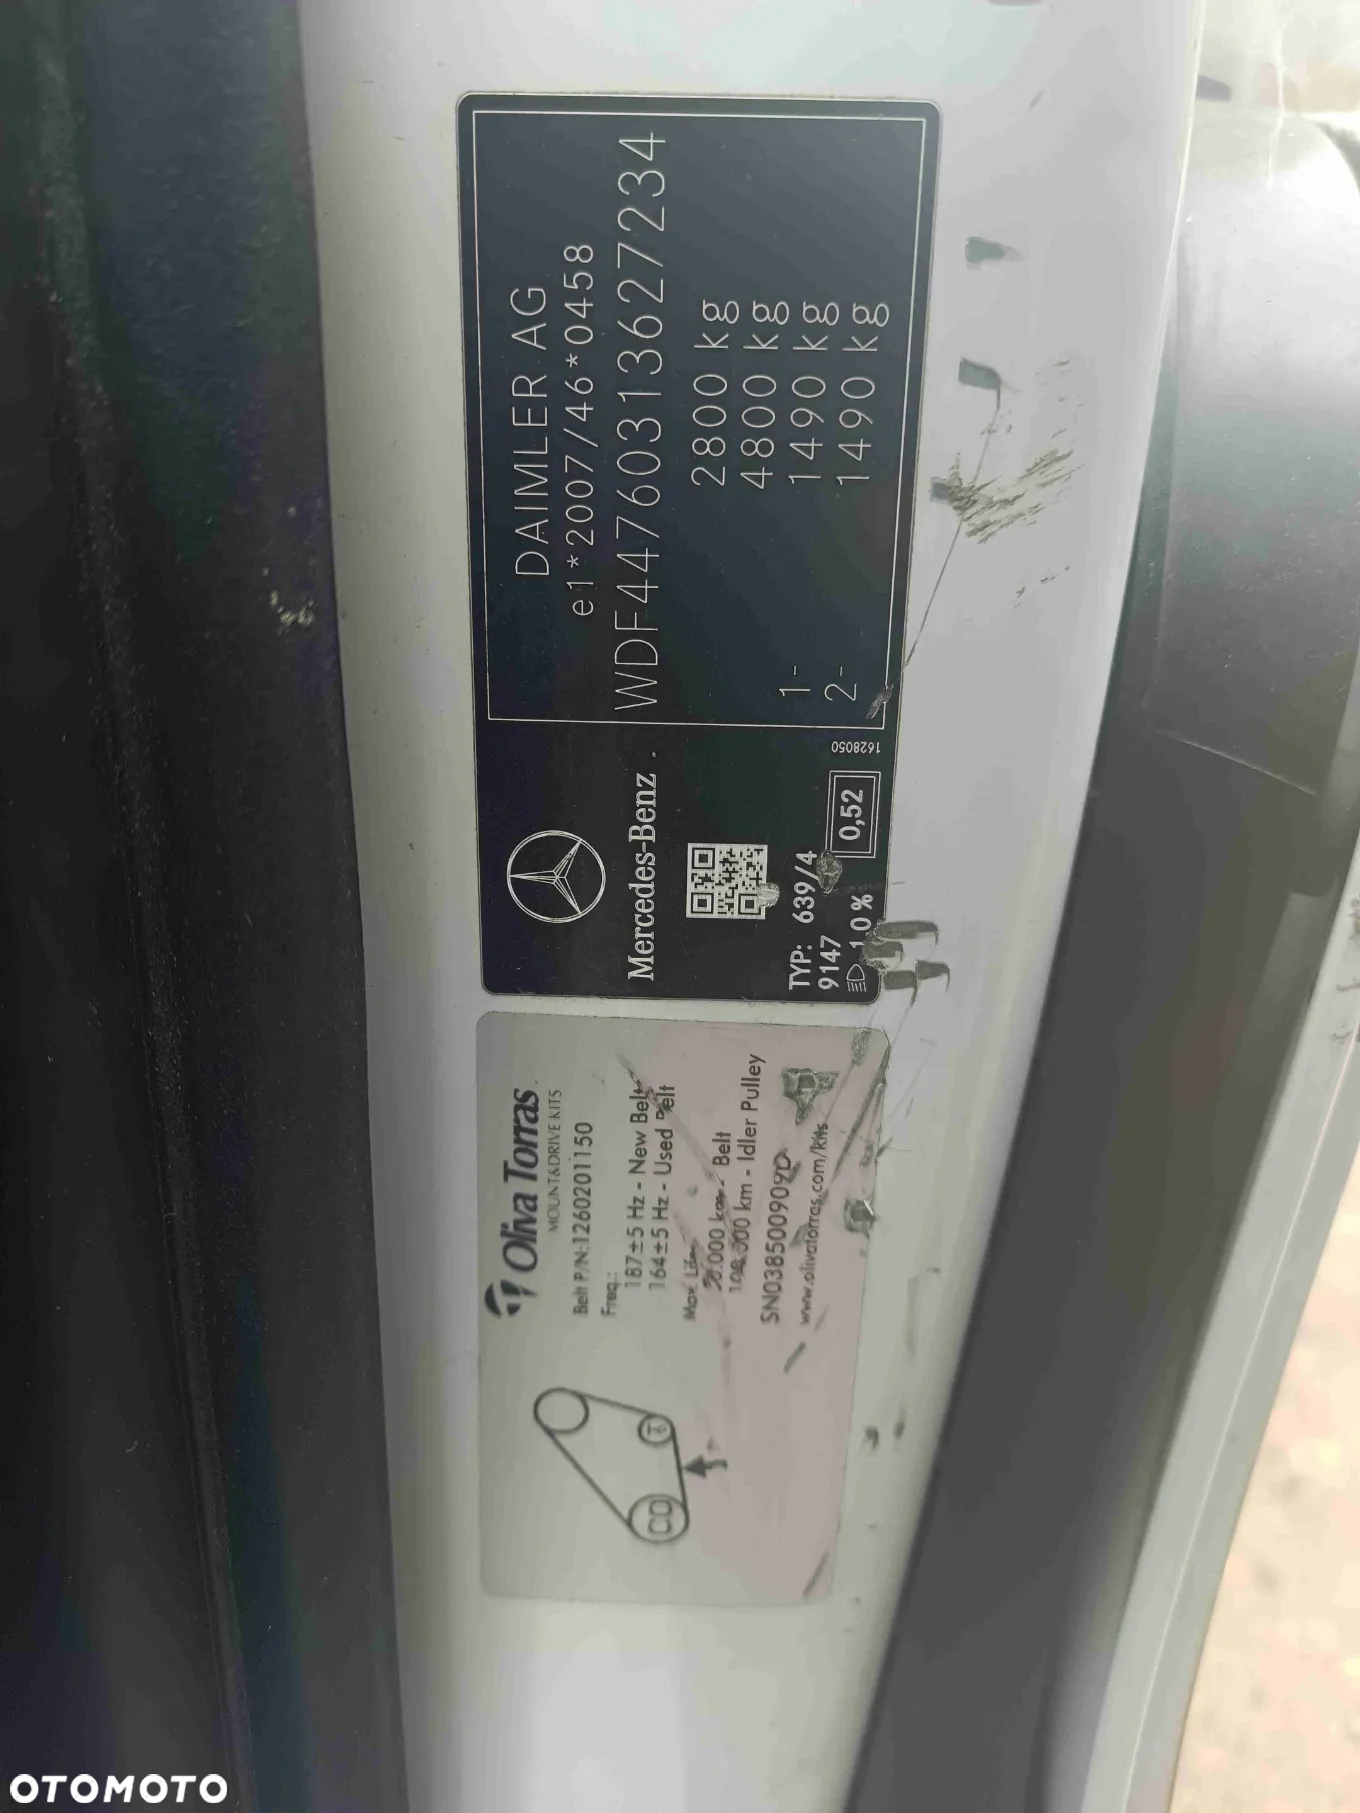 DAIMLER AG
e1*2007/46*0458
WDF44760313627234
2800 kg
4800 kg
1- 1490 kg
2- 1490 kg
Mercedes-Benz
TYP: 639/4
9147
1.0 %
0,52
1628050
Oliva Torras
MOUNT&DRIVE KITS
Belt P/N:1260201150
Freq.:
187±5 Hz - New Belt
164±5 Hz - Used Belt
Max. Life
.000 km - Belt
.000 km - Idler Pulley
www.olivatorras.com/kits
CO
OTOMOTO